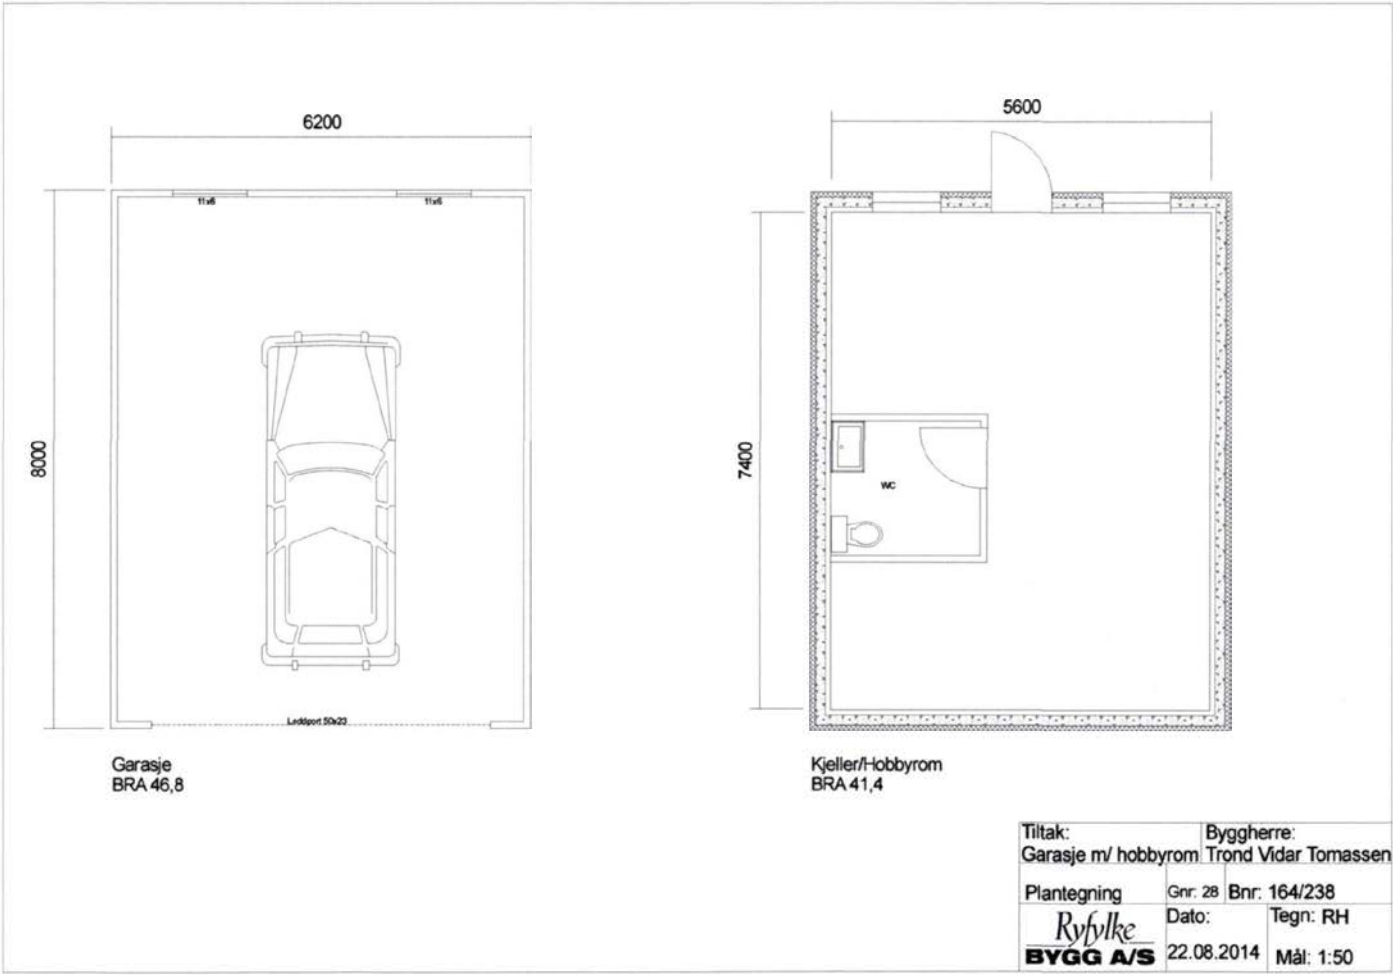 6200
8000
11x6
11x6
Leddport 50x23
Garasje
BRA 46,8
5600
7400
WC
Kjeller/Hobbyrom
BRA 41,4
Tiltak:
Garasje m/ hobbyrom
Byggherre:
Trond Vidar Tomassen
Plantegning
Gnr: 28
Bnr: 164/238
Ryfylke
BYGG A/S
Dato:
22.08.2014
Tegn: RH
Mål: 1:50